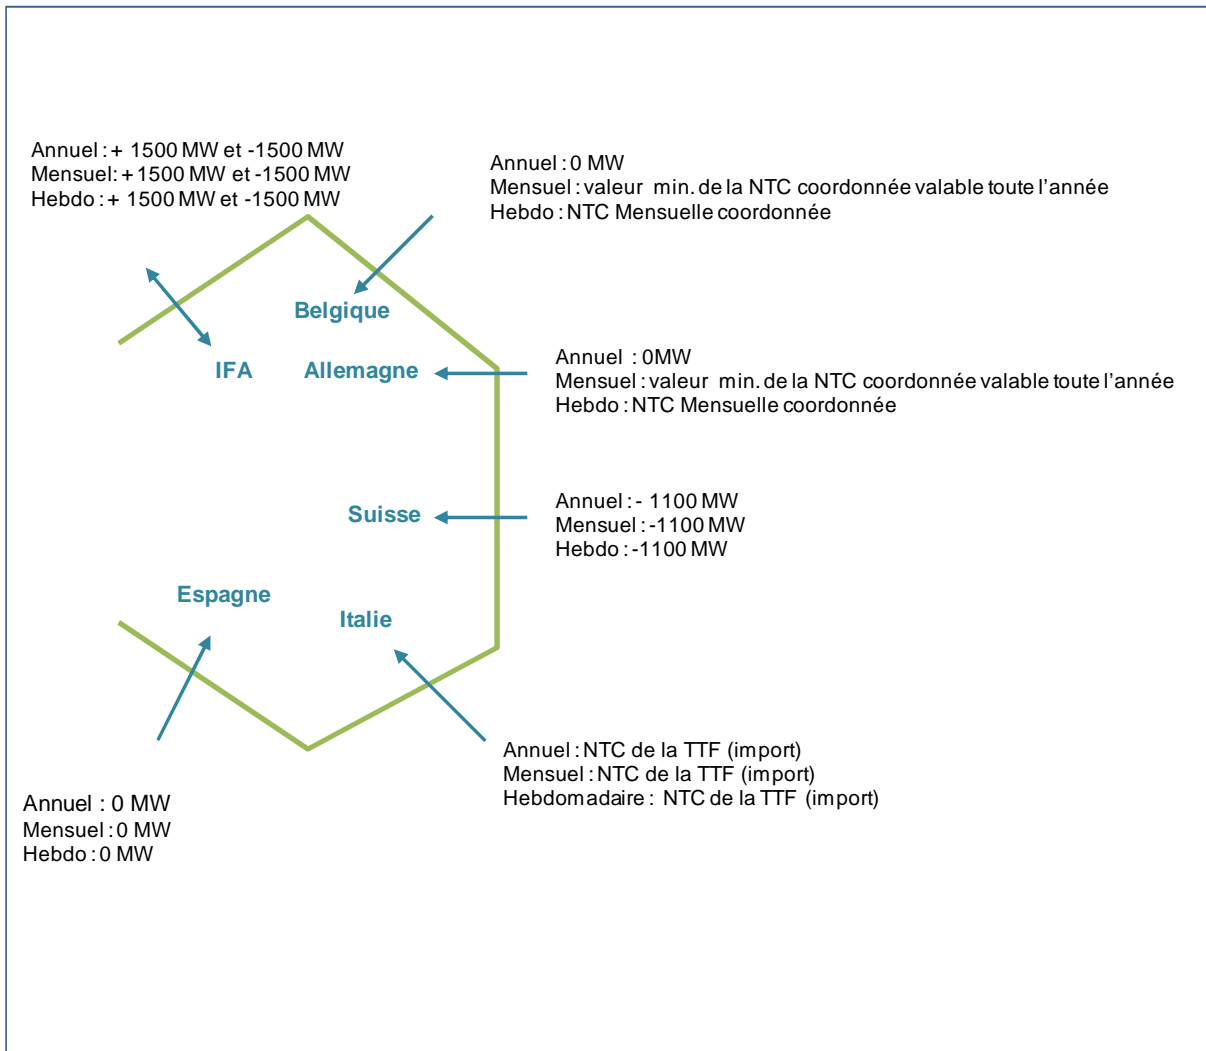 Annuel : + 1500 MW et -1500 MW
Mensuel : +1500 MW et -1500 MW
Hebdo : + 1500 MW et -1500 MW
Annuel : 0 MW
Mensuel : valeur min. de la NTC coordonnée valable toute l'année
Hebdo : NTC Mensuelle coordonnée
Belgique
IFA
Allemagne
Annuel : 0MW
Mensuel : valeur min. de la NTC coordonnée valable toute l'année
Hebdo : NTC Mensuelle coordonnée
Suisse
Annuel : - 1100 MW
Mensuel : -1100 MW
Hebdo : -1100 MW
Espagne
Italie
Annuel : NTC de la TTF (import)
Mensuel : NTC de la TTF (import)
Hebdomadaire : NTC de la TTF (import)
Annuel : 0 MW
Mensuel : 0 MW
Hebdo : 0 MW